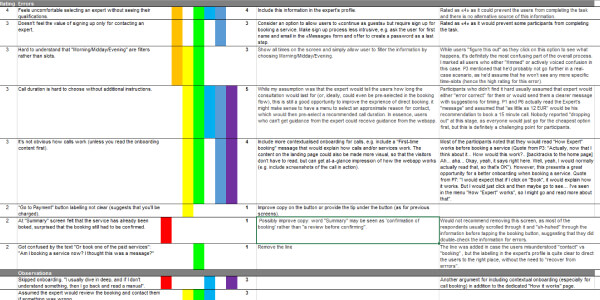 Rating Errors
4 Feels uncomfortable selecting an expert without seeing their qualifications. 4 Include this information in the expert's profile. Rated as «4» as it could prevent the users from completing the task and there is no alternative source of this information.
3 Doesn't feel the value of signing up only for contacting an expert. 3 Consider an option to allow users to continue as guests but require sign up for booking a service. Make sign up process less intrusive, e.g. ask the user for first name and email in the message form and offer to create a password as a last step. Rated as «3» as it would prevent some participants from completing this task.
3 Hard to understand that "Morning/Midday/Evening" are filters rather than slots. 3 Show all times on the screen and simply allow user to filter the information by choosing Morning/Midday/Evening. While users "figure this out" as they click on this option to see what happens, it's definitely the most confusing part of the overall process. I marked all users who either "frowned" or actively voiced confusion in this case. P3 mentioned that he'd probably not go further in a real-case scenario, as he'd assume that he won't see any more specific time-slots (hence the high rating for this error).
3 Call duration is hard to choose without additional instructions. 5 While my assumption was that the expert would tell the users how long the consultation would last for (or, ideally, could even be pre-selected in the booking flow), this is still a good opportunity to improve the experience of direct booking. It might make sense to have a menu to select an appropriate reason for contact, which would then pre-select a recommended call duration. In essence, users who can't get guidance from the expert could receive guidance from the webapp. Participants who didn't find it hard usually assumed that expert would either "error correct" for them or would send them a clearer message with suggestions for timing. P1 and P5 actually read the Expert's "message" and assumed that "as little as 12 EUR" would be his recommendation to book a 15 minute call. Nobody reported "dropping out" at this stage, as everyone would just go for the cheapest option first, but this is definitely a challenging point for participants.
3 It's not obvious how calls work (unless you read the onboarding content first). 4 Include more contextualised onboarding for calls, e.g. include a "First-time booking" message that would explain how calls and/or services work. The content on the landing page could also be made more visual, so that the visitors don't have to read, but can get at-a-glance impression of how the webapp works (e.g. include screenshots of the call in action). Most of the participants noted that they would read "How Expert" works before booking a service (Quote from P3: "Actually, now that I think about it... How would this work?.. [backtracks to the home page] Ah... aha ... Okay, yeah, it says right here. Well, yeah, I would normally actually read that, so that's OK"). However, this presents a great opportunity for a better onboarding when booking a service. Quote from P1: "I would expect that if I click on "Book", it would explain how it works. But I would just click and then maybe go to see ... I've seen in the menu "How Expert" works, so I might go and read more about that".
2 "Go to Payment" button labelling not clear (suggests that you'll be charged). 1 Improve copy on the button or provide the tip under the button (as for previous screens).
2 At "Summary" screen felt that the service has already been booked, surprised that the booking still had to be confirmed. 1 Possibly improve copy: word "Summary" may be seen as 'confirmation of booking' rather than "a review before confirming". Would not recommend removing this screen, as most of the respondents usually scrolled through it and "ah-haked" through the information before tapping the booking button, suggesting that they did double-check the information for errors.
2 Got confused by the text "Or book one of the paid services": "Am I booking a service now? I thought this was a message?" 1 Remove the line The line was added in case the users misunderstood "contact" vs "booking", but the labelling in the expert's profile is quite clear to direct the users to the right place, without the need to "recover from errors".
Observations
Skipped onboarding. "I usually dive in deep, and if I don't understand something, then I go back and read a manual". 3 Another argument for including contextual onboarding (especially for call booking) in addition to the dedicated "How it works" page.
Assumed the expert would review the booking and contact them if something was wrong. 2